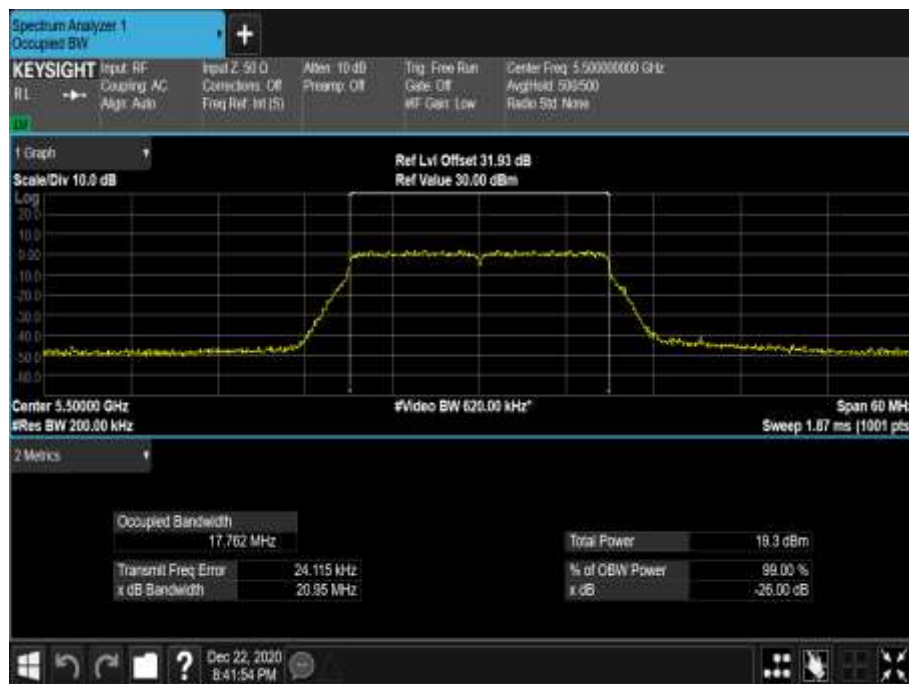 Spectrum Analyzer 1
Occupied BW
+
KEYSIGHT Input: RF Input Z: 50 Ω Atten: 10 dB Trig: Free Run Center Freq: 5.500000000 GHz
RL Coupling: AC Corrections: Off Preamp: Off Gate: Off Avg|Hold: 500/500
Align: Auto Freq Ref: Int (S) #IF Gain: Low Radio Std: None
1 Graph
Ref Lvl Offset 31.93 dB
Scale/Div 10.0 dB Ref Value 30.00 dBm
Log
20.0
10.0
0.00
-10.0
-20.0
-30.0
-40.0
-50.0
-60.0
Center 5.50000 GHz #Video BW 620.00 kHz* Span 60 MH
#Res BW 200.00 kHz Sweep 1.87 ms (1001 pts
2 Metrics
Occupied Bandwidth
17.762 MHz Total Power 19.3 dBm
Transmit Freq Error 24.115 kHz % of OBW Power 99.00 %
x dB Bandwidth 20.95 MHz x dB -26.00 dB
? Dec 22, 2020
8:41:54 PM